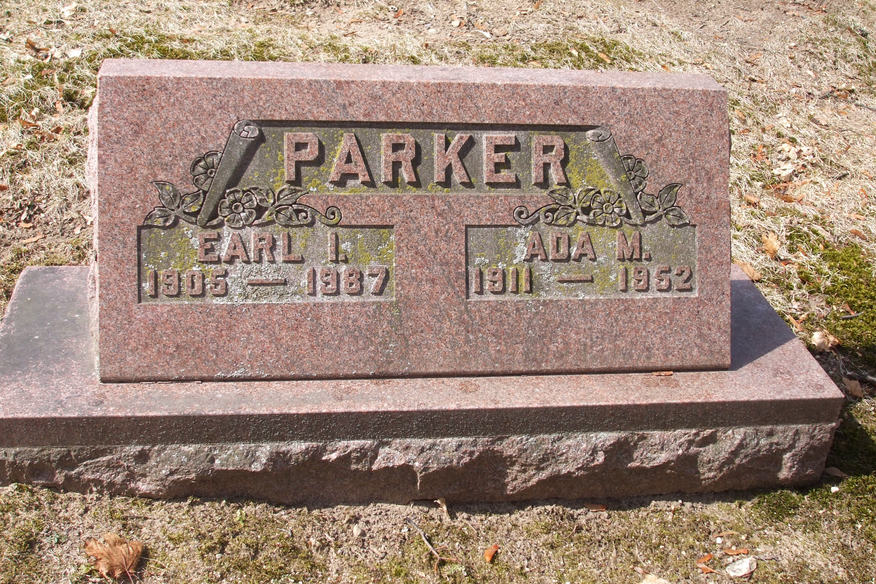 PARKER
EARL I.
1905 — 1987
ADA M.
1911 — 1952